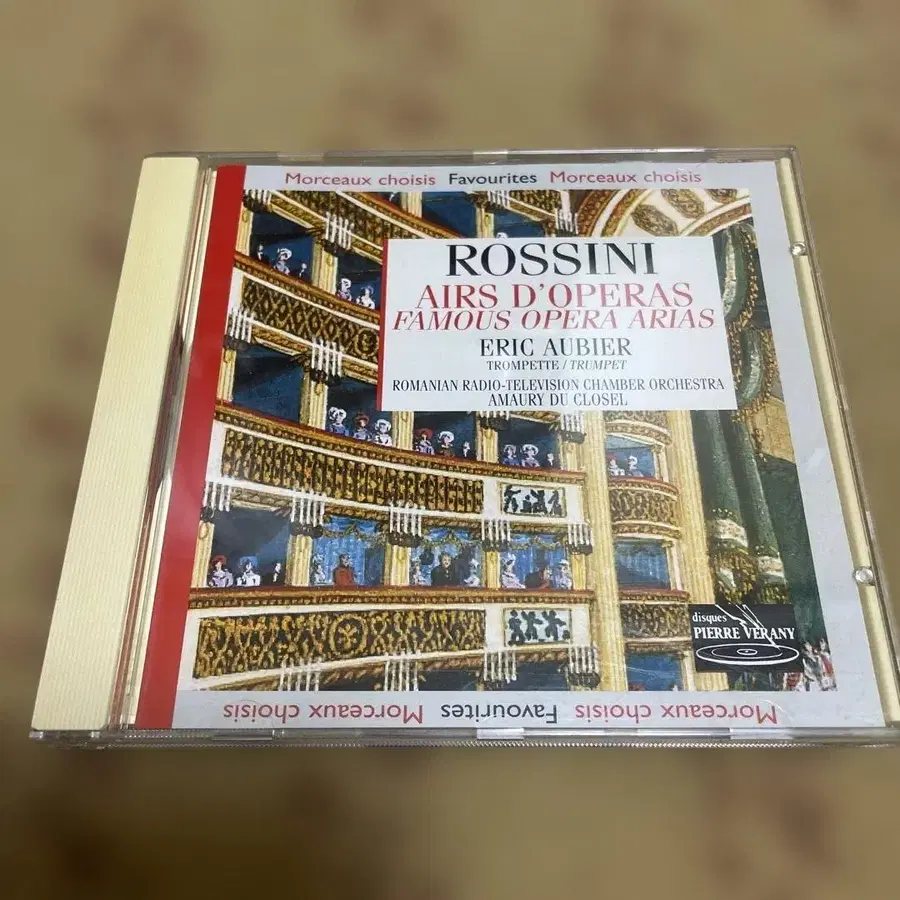 Morceaux choisis Favourites Morceaux choisis
ROSSINI
AIRS D'OPERAS
FAMOUS OPERA ARIAS
ERIC AUBIER
TROMPETTE / TRUMPET
ROMANIAN RADIO-TELEVISION CHAMBER ORCHESTRA
AMAURY DU CLOSEL
disques
PIERRE VERANY
Morceaux choisis Favourites Morceaux choisis